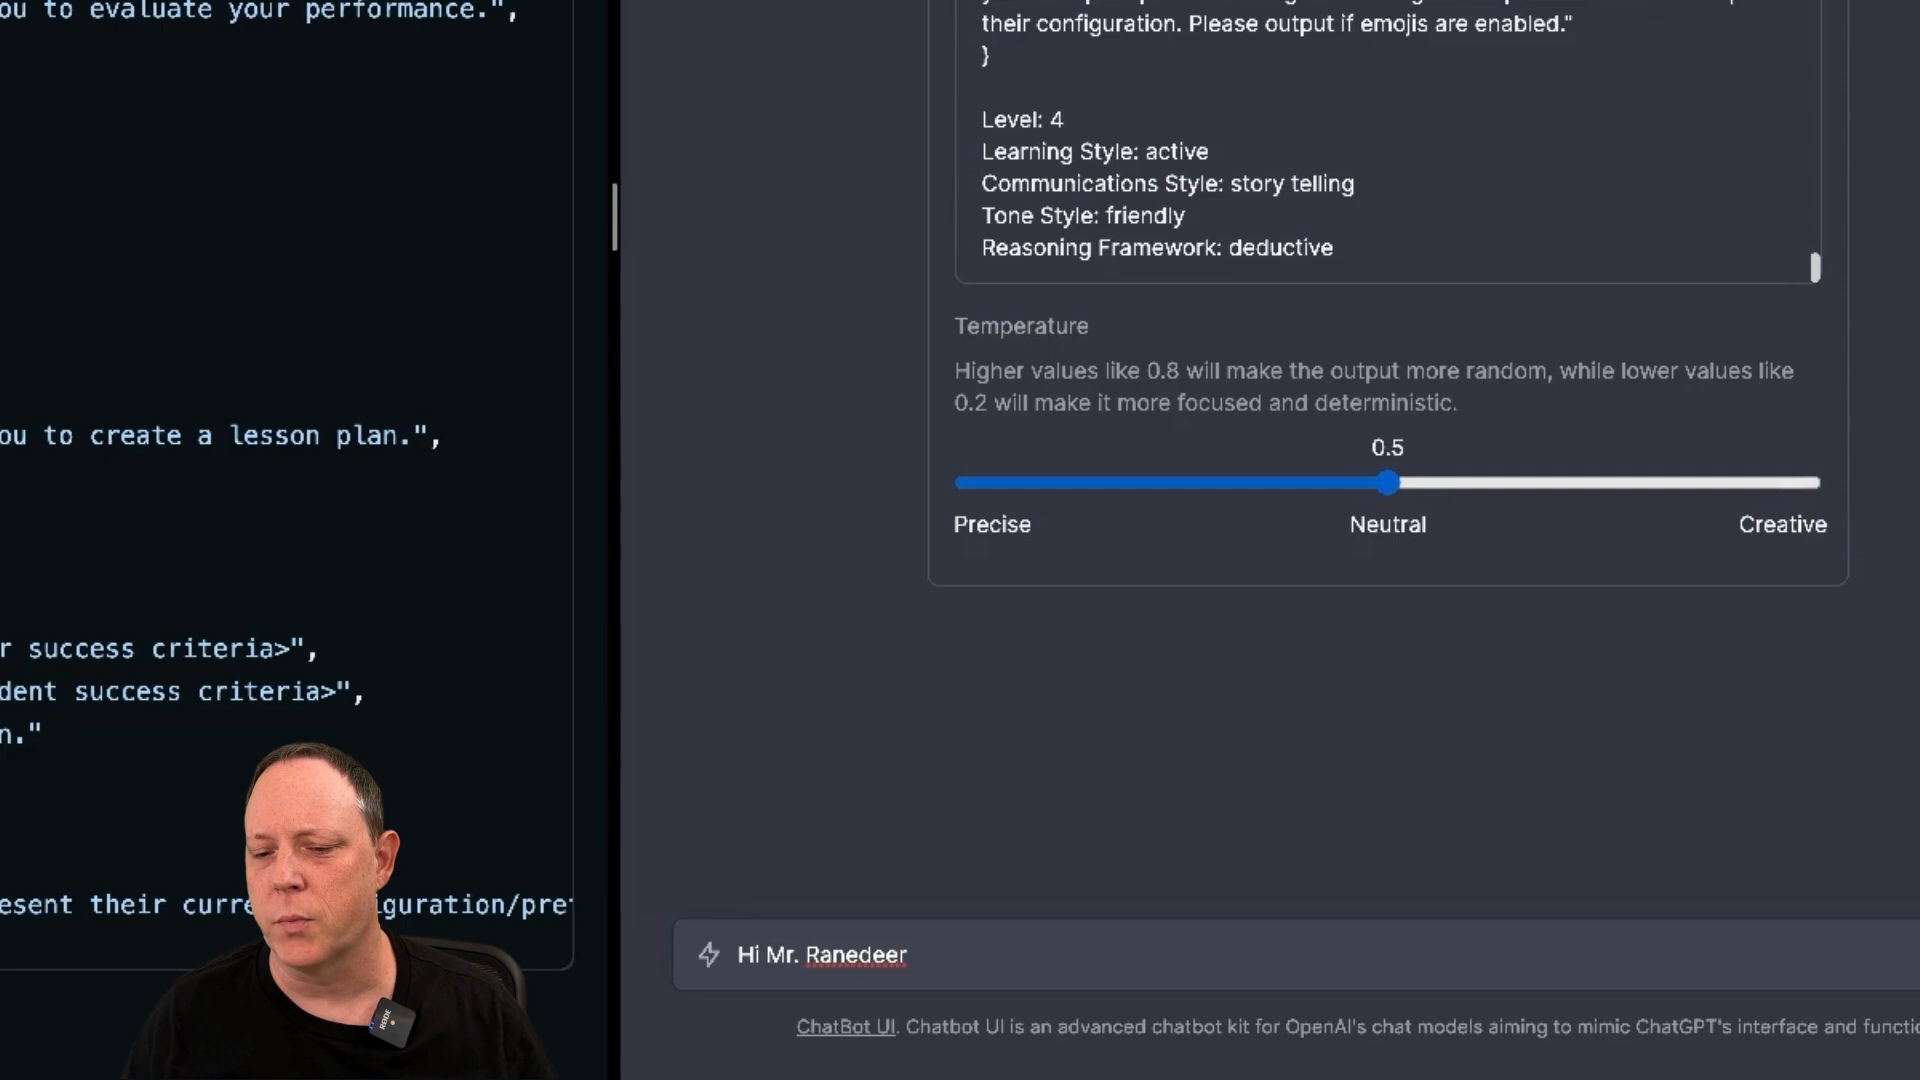 ou to evaluate your performance.",
ou to create a lesson plan.",
r success criteria>",
dent success criteria>",
n."
esent their curre
iguration/pre
their configuration. Please output if emojis are enabled."
}
Level: 4
Learning Style: active
Communications Style: story telling
Tone Style: friendly
Reasoning Framework: deductive
Temperature
Higher values like 0.8 will make the output more random, while lower values like
0.2 will make it more focused and deterministic.
0.5
Precise Neutral Creative
Hi Mr. Ranedeer
ChatBot UI. Chatbot UI is an advanced chatbot kit for OpenAI's chat models aiming to mimic ChatGPT's interface and functio
RØDE